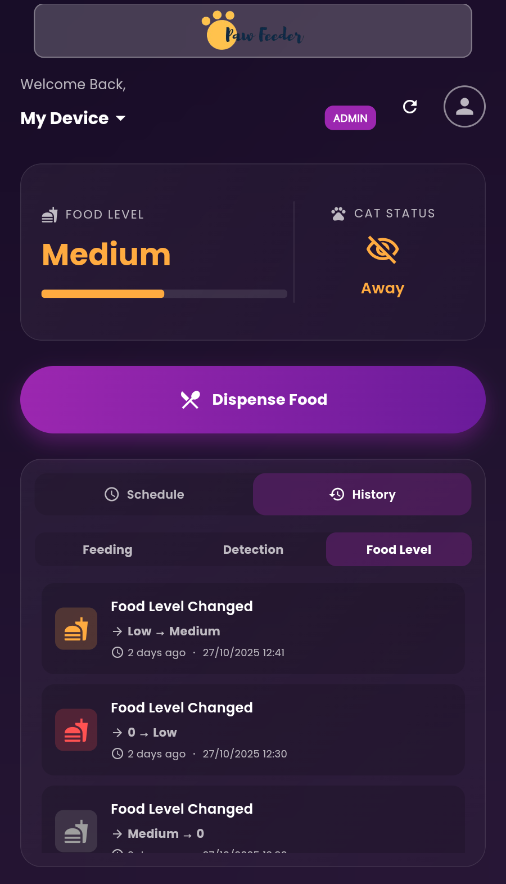 Paw Feeder
Welcome Back,
My Device
ADMIN
FOOD LEVEL
Medium
CAT STATUS
Away
Dispense Food
Schedule
History
Feeding
Detection
Food Level
Food Level Changed
→ Low → Medium
2 days ago · 27/10/2025 12:41
Food Level Changed
→ 0 → Low
2 days ago · 27/10/2025 12:30
Food Level Changed
→ Medium → 0